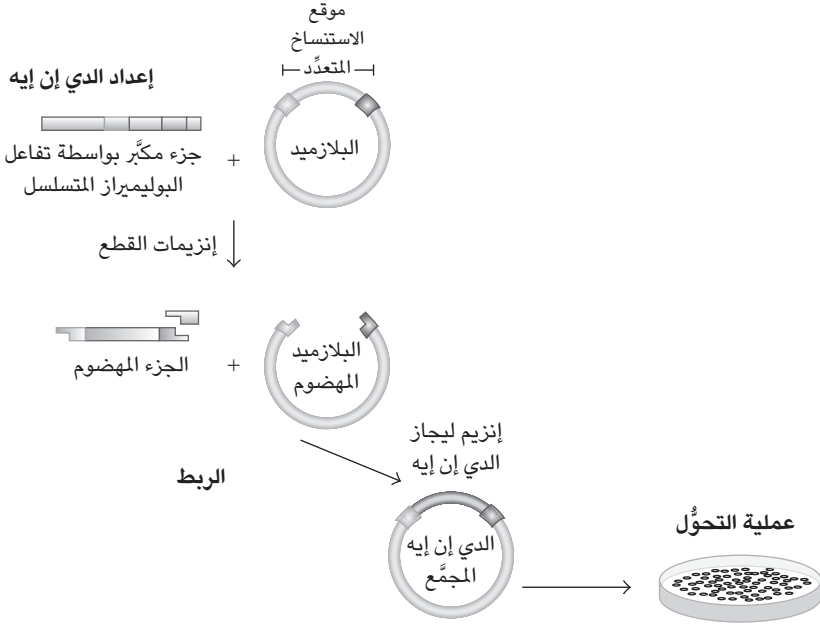 موقع
الاستنساخ
المتعدِّد
إعداد الدي إن إيه
البلازميد
+
جزء مكبَّر بواسطة تفاعل
البوليميراز المتسلسل
إنزيمات القطع
البلازميد
المهضوم
+
الجزء المهضوم
إنزيم ليجاز
الدي إن إيه
الربط
الدي إن إيه
المجمَّع
عملية التحوُّل